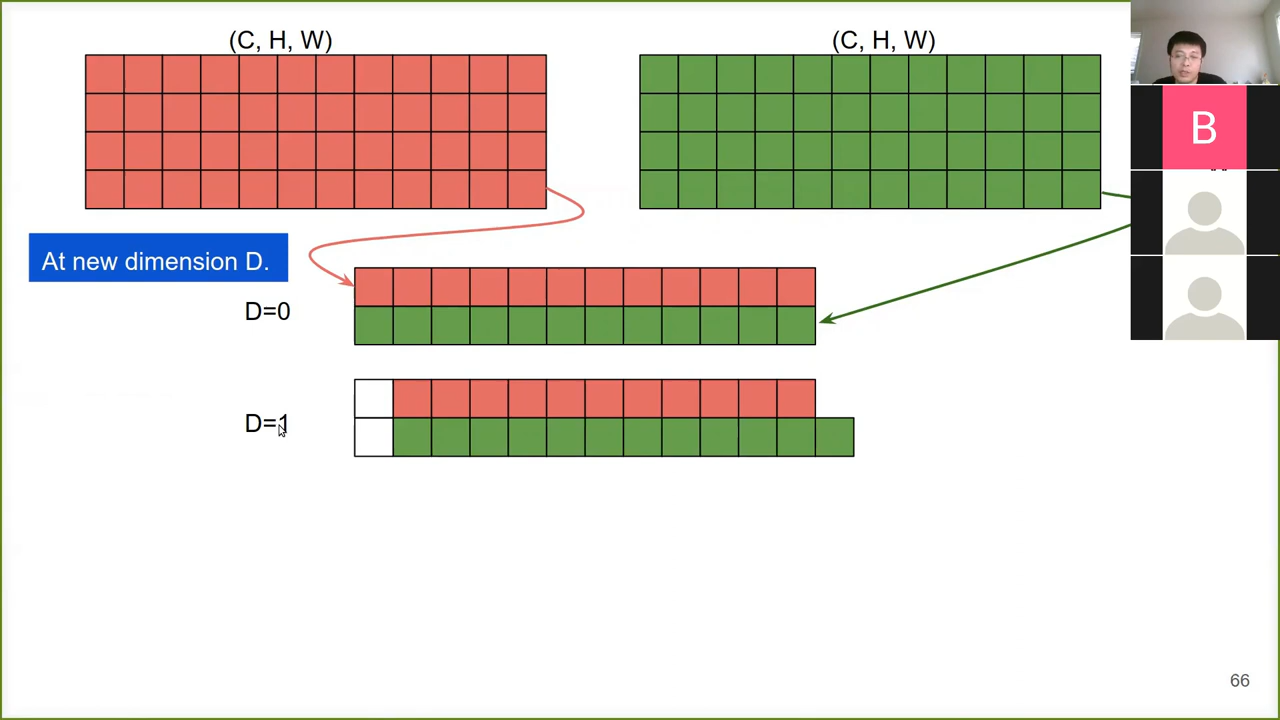 (C, H, W)
(C, H, W)
B
At new dimension D.
D=0
D=1
66